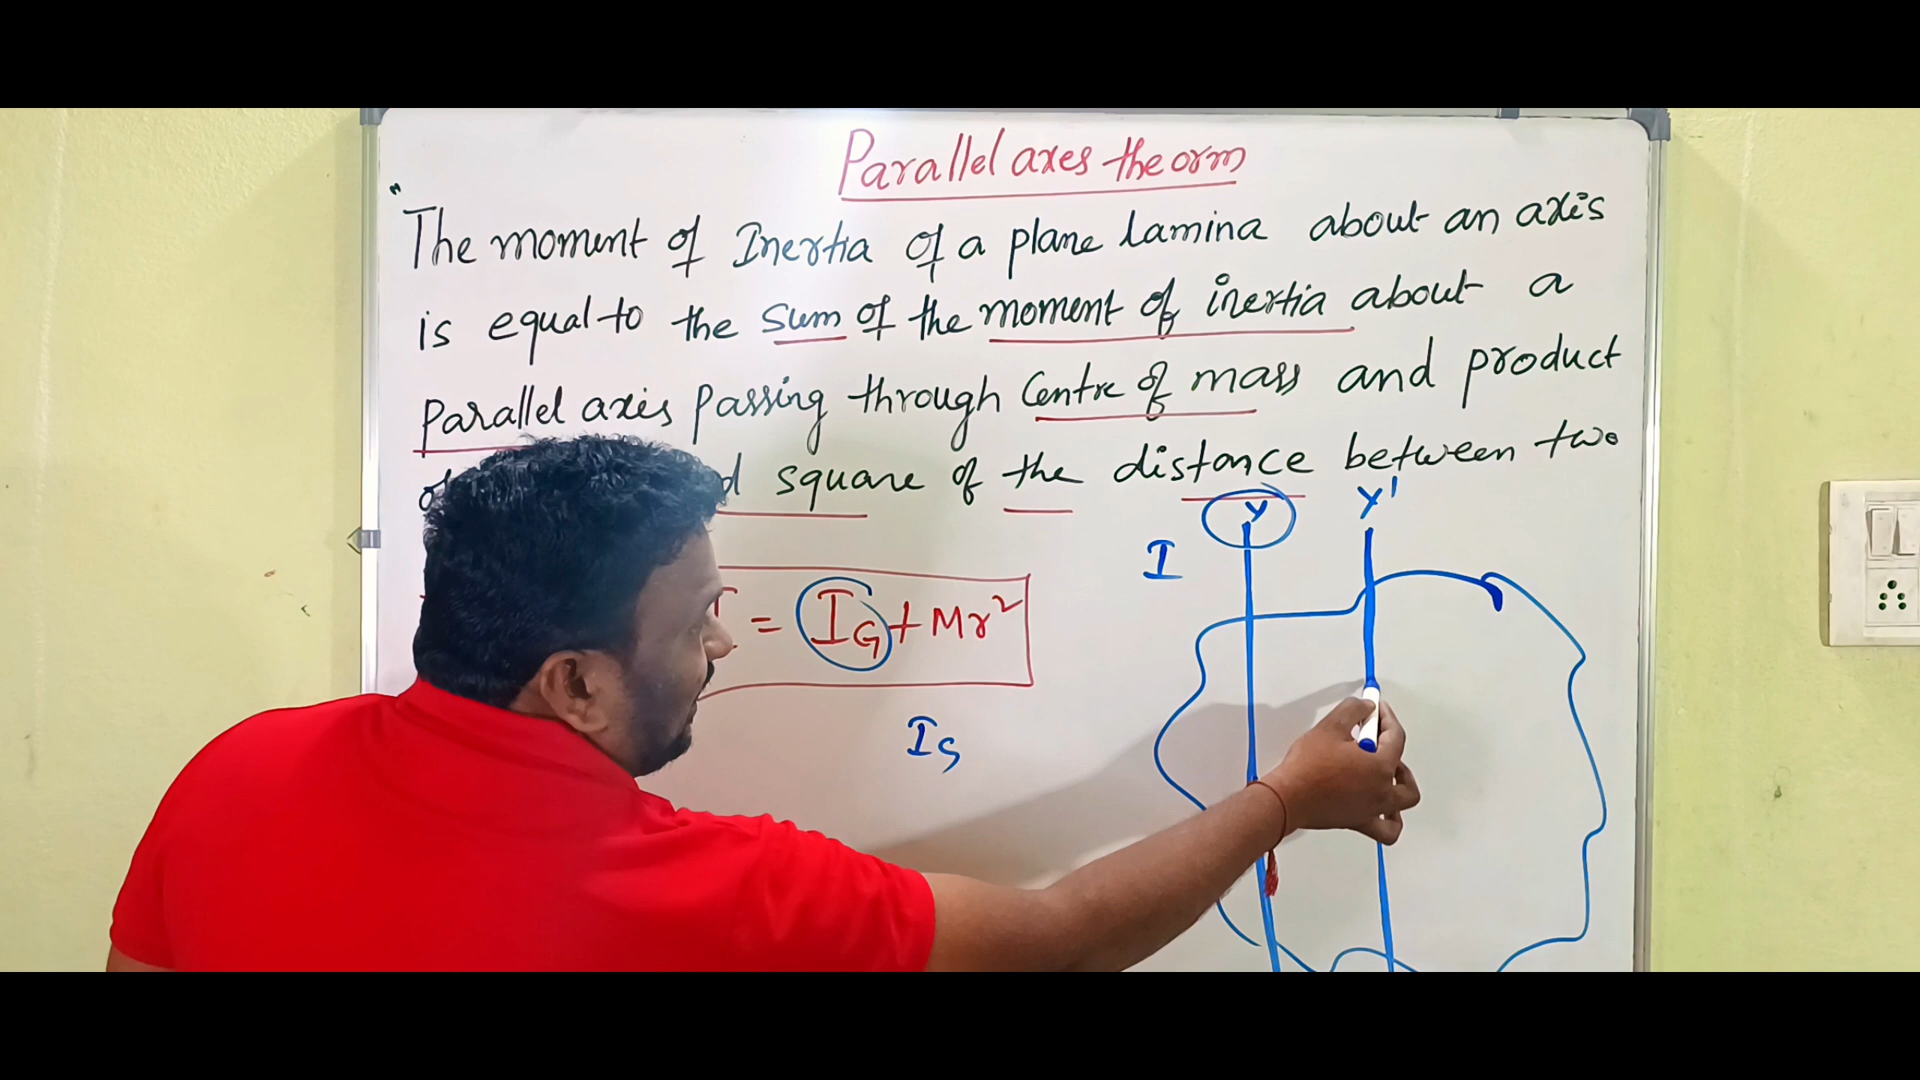 Parallel axes theorm
"The moment of Inertia of a plane lamina about an axis
is equal to the sum of the moment of inertia about a
Parallel axis passing through Centre of mass and product
square of the distance between two
Y X'
I
= IG + Mr²
IG